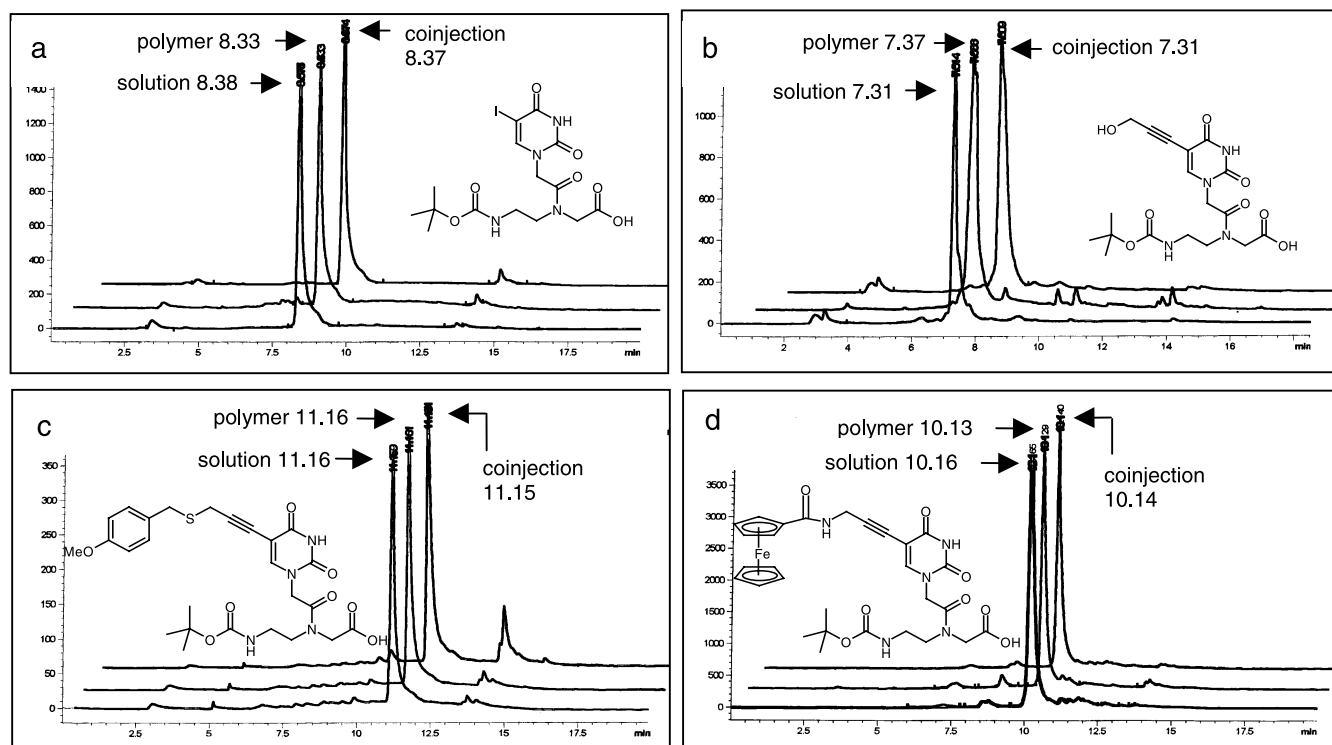 a
polymer 8.33
solution 8.38
coinjection
8.37
1400
1200
1000
800
600
400
200
0
2.5
5
7.5
10
12.5
15
17.5
min
I
O
NH
N
O
O
O
O
N
H
N
O
OH
b
polymer 7.37
solution 7.31
coinjection 7.31
1000
800
600
400
200
0
2
4
6
8
10
12
14
16
min
HO
O
NH
N
O
O
O
O
N
H
N
O
OH
c
polymer 11.16
solution 11.16
coinjection
11.15
350
300
250
200
150
100
50
0
2.5
5
7.5
10
12.5
15
17.5
min
MeO
S
O
NH
N
O
O
O
O
N
H
N
O
OH
d
polymer 10.13
solution 10.16
coinjection
10.14
3500
3000
2500
2000
1500
1000
500
0
2.5
5
7.5
10
12.5
15
17.5
min
Fe
O
N
H
O
NH
N
O
O
O
O
N
H
N
O
OH